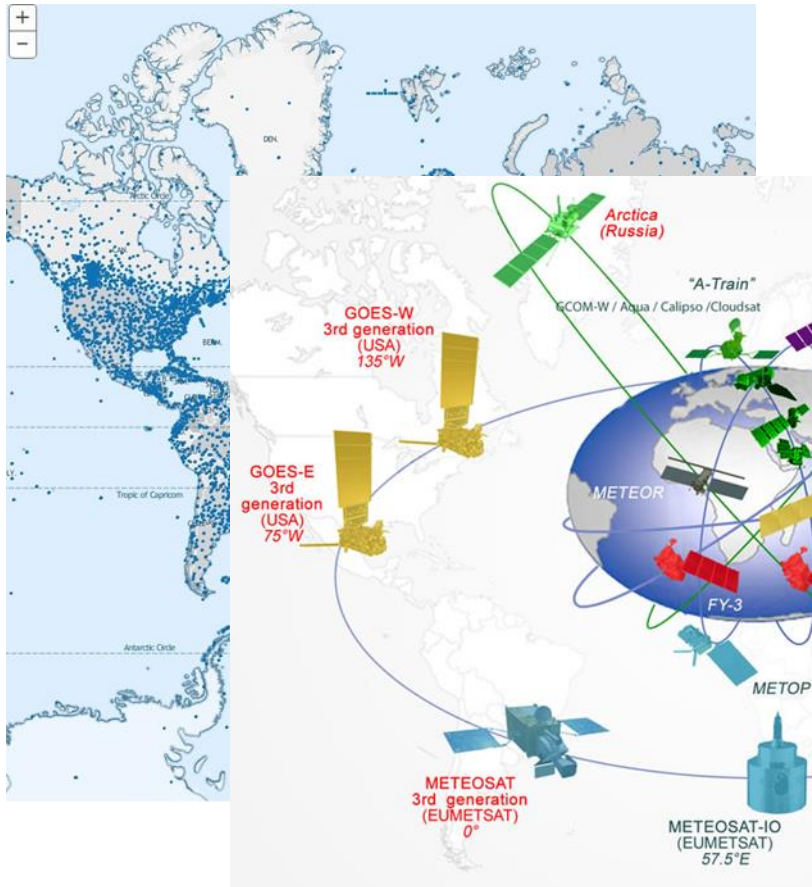 +
−
DEN.
Arctic Circle
BERM.
Tropic of Capricorn
Antarctic Circle
Arctica
(Russia)
"A-Train"
GCOM-W / Aqua / Calipso /Cloudsat
GOES-W
3rd generation
(USA)
135°W
GOES-E
3rd
generation
(USA)
75°W
METEOR
FY-3
METOP
METEOSAT
3rd generation
(EUMETSAT)
0°
METEOSAT-IO
(EUMETSAT)
57.5°E